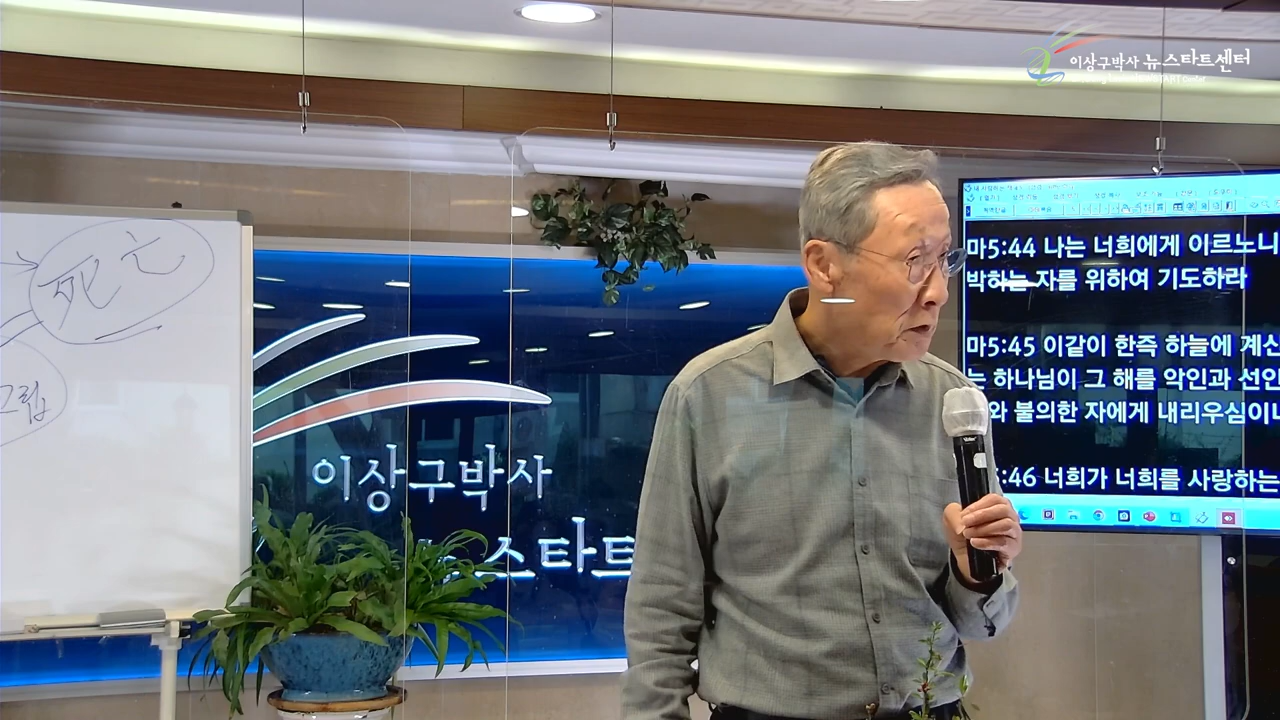 이상구박사 뉴스타트센터
死亡
그림
이상구박사
뉴스타트
마5:44 나는 너희에게 이르노니
박하는 자를 위하여 기도하라
마5:45 이같이 한즉 하늘에 계신
는 하나님이 그 해를 악인과 선인
와 불의한 자에게 내리우심이니
:46 너희가 너희를 사랑하는